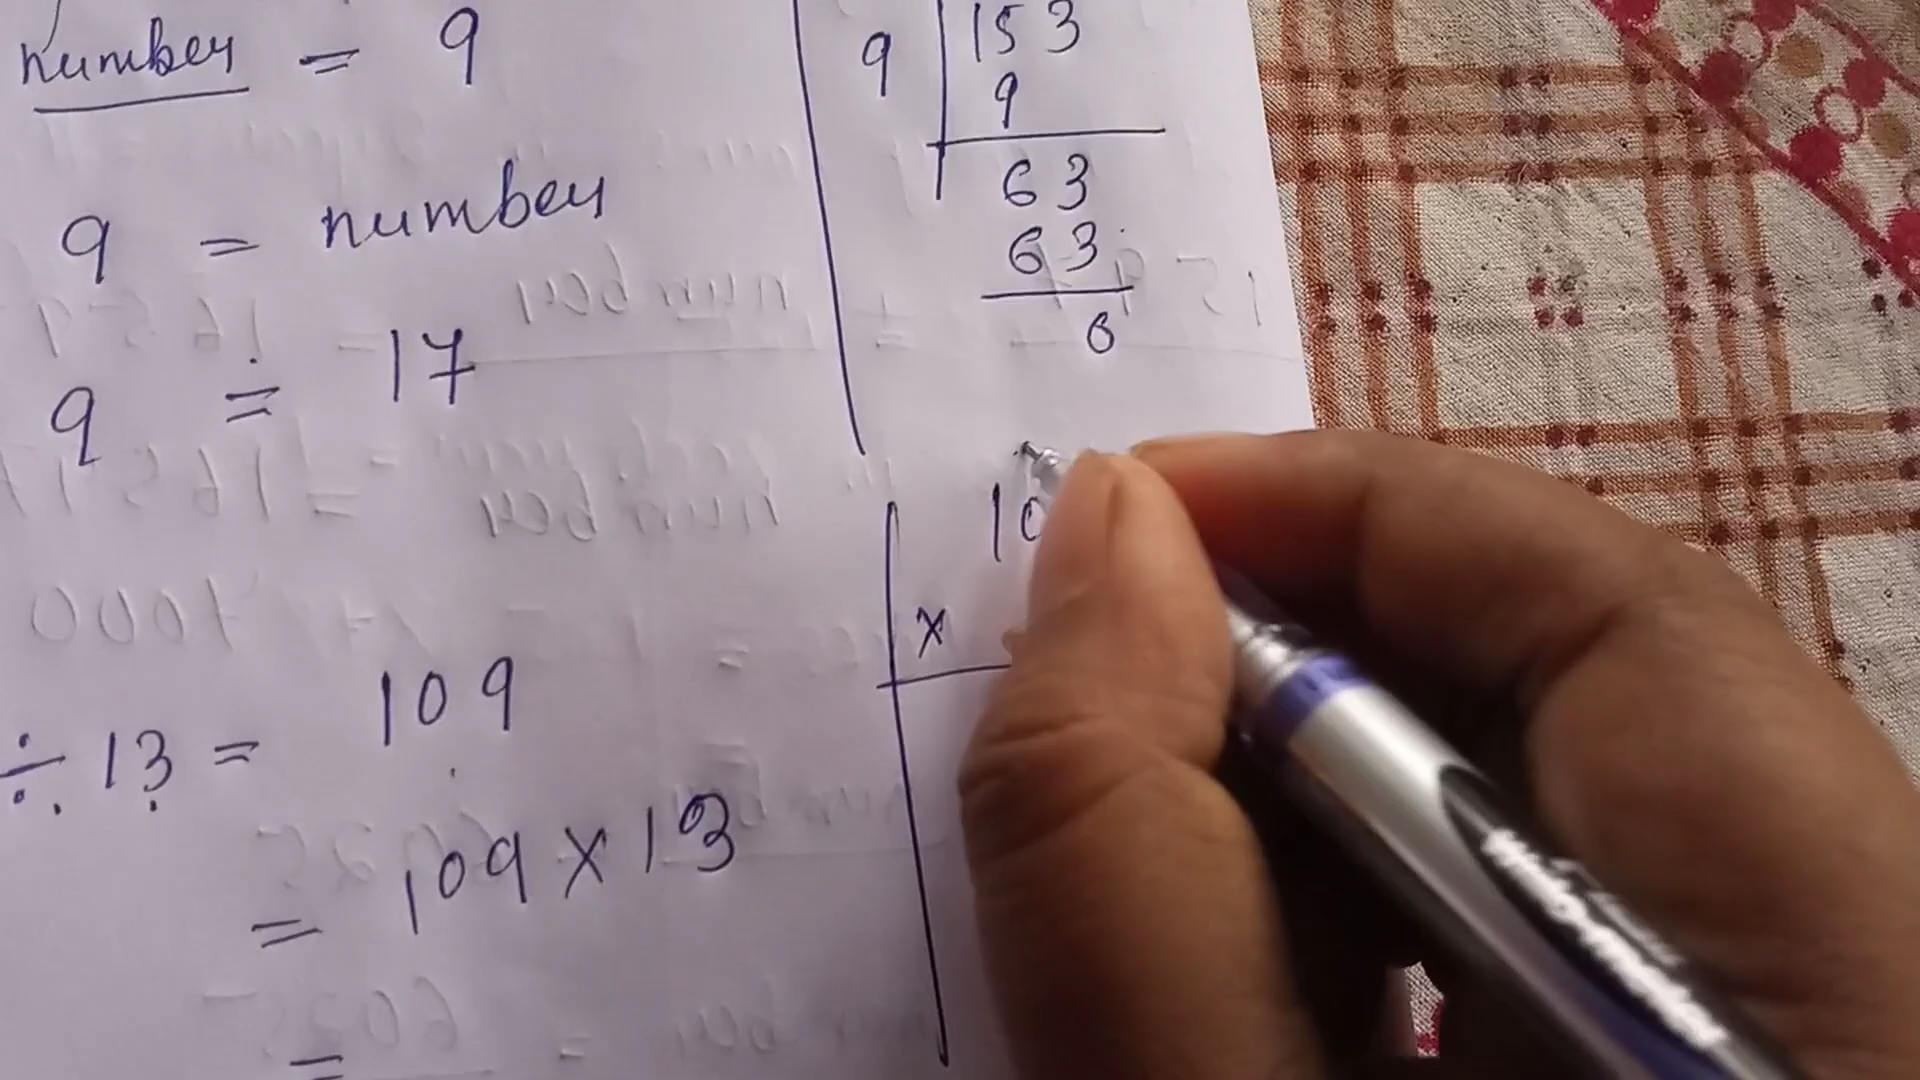 number = 9
9 = number
9 = 17
÷ 13 = 109
= 109 x 13
=
9 153
9
63
63
0
10
x